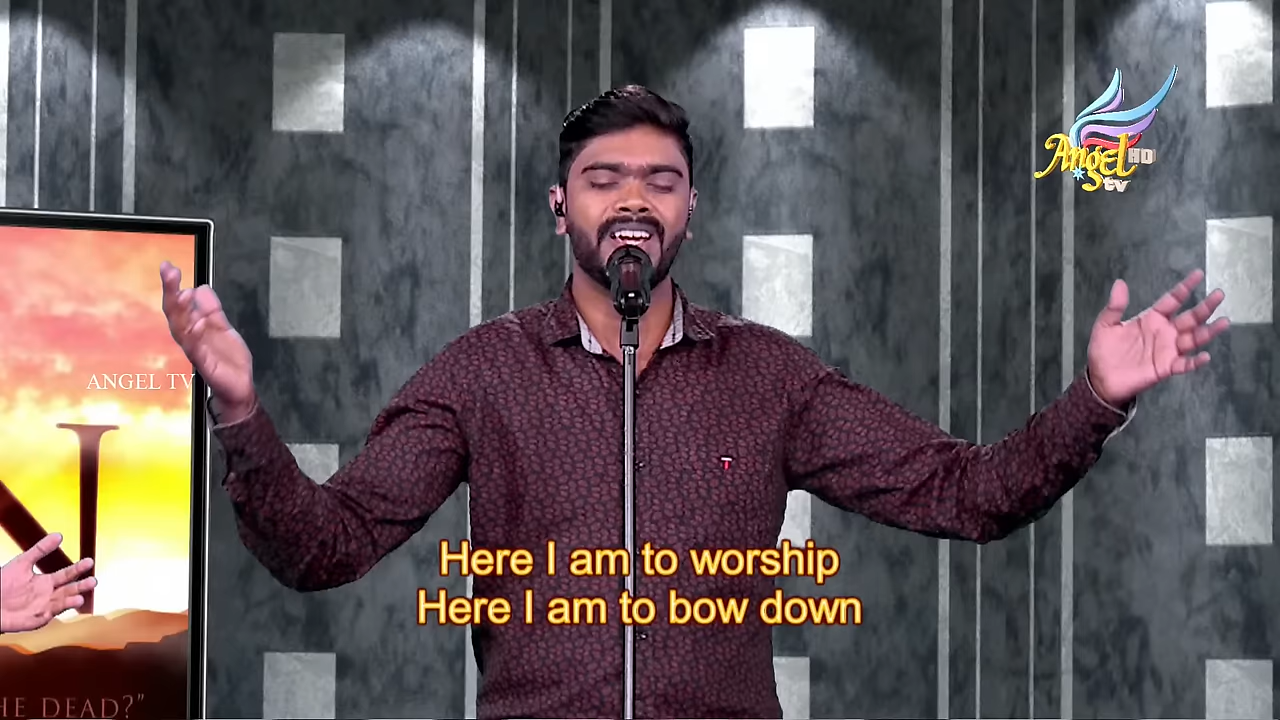 Angel HD
tv
ANGEL TV
N
HE DEAD?”
Here I am to worship
Here I am to bow down